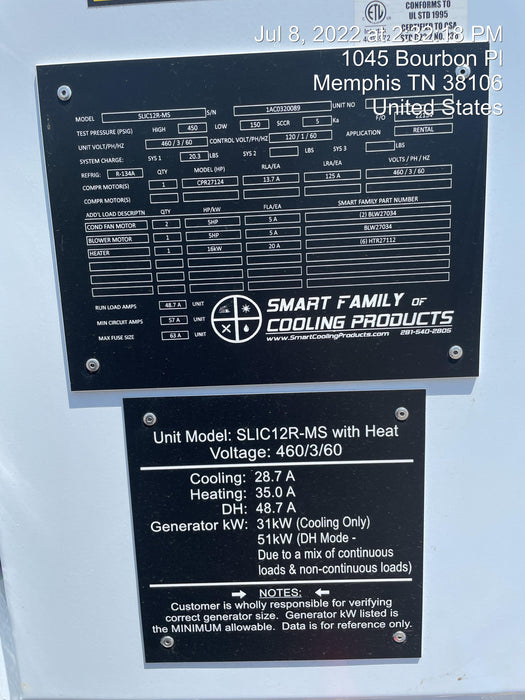 CONFORMS TO
UL STD 1995
CERTIFIED TO CSA
Jul 8, 2022 at 2:02:18 PM
1045 Bourbon Pl
Memphis TN 38106
United States
MODEL SLIC12R-MS S/N 1AC0320089 UNIT NO F/O
TEST PRESSURE (PSIG) HIGH 450 LOW 150 SCCR 5 Ka APPLICATION RENTAL
UNIT VOLT/PH/HZ 460 / 3 / 60 CONTROL VOLT/PH/HZ 120 / 1 / 60
SYSTEM CHARGE: SYS 1 20.3 LBS SYS 2 LBS SYS 3 LBS
REFRIG: R-134A QTY MODEL (HP) RLA/EA LRA/EA VOLTS / PH / HZ
COMPR MOTOR(S) 1 CPR27124 13.7 A 125 A 460 / 3 / 60
COMPR MOTOR(S)
ADD'L LOAD DESCRIPTN QTY HP/kW FLA/EA SMART FAMILY PART NUMBER
COND FAN MOTOR 2 5HP 5 A (2) BLW27034
BLOWER MOTOR 1 5HP 5 A BLW27034
HEATER 1 16kW 20 A (6) HTR27112
RUN LOAD AMPS 48.7 A UNIT
MIN CIRCUIT AMPS 57 A UNIT
MAX FUSE SIZE 63 A UNIT
SMART FAMILY OF
COOLING PRODUCTS
www.SmartCoolingProducts.com 281-540-2805
Unit Model: SLIC12R-MS with Heat
Voltage: 460/3/60
Cooling: 28.7 A
Heating: 35.0 A
DH: 48.7 A
Generator kW: 31kW (Cooling Only)
51kW (DH Mode -
Due to a mix of continuous
loads & non-continuous loads)
NOTES:
Customer is wholly responsible for verifying
correct generator size. Generator kW listed is
the MINIMUM allowable. Data is for reference only.